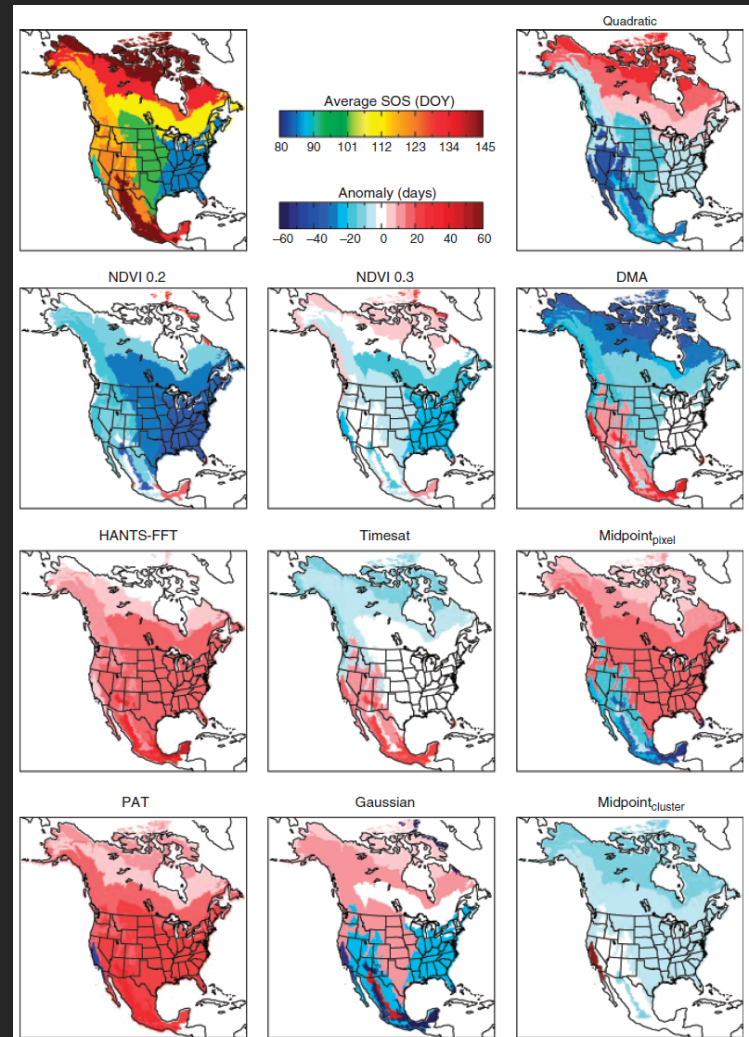 Quadratic
Average SOS (DOY)
80 90 101 112 123 134 145
Anomaly (days)
–60 –40 –20 0 20 40 60
NDVI 0.2 NDVI 0.3 DMA
HANTS-FFT Timesat Midpointpixel
PAT Gaussian Midpointcluster